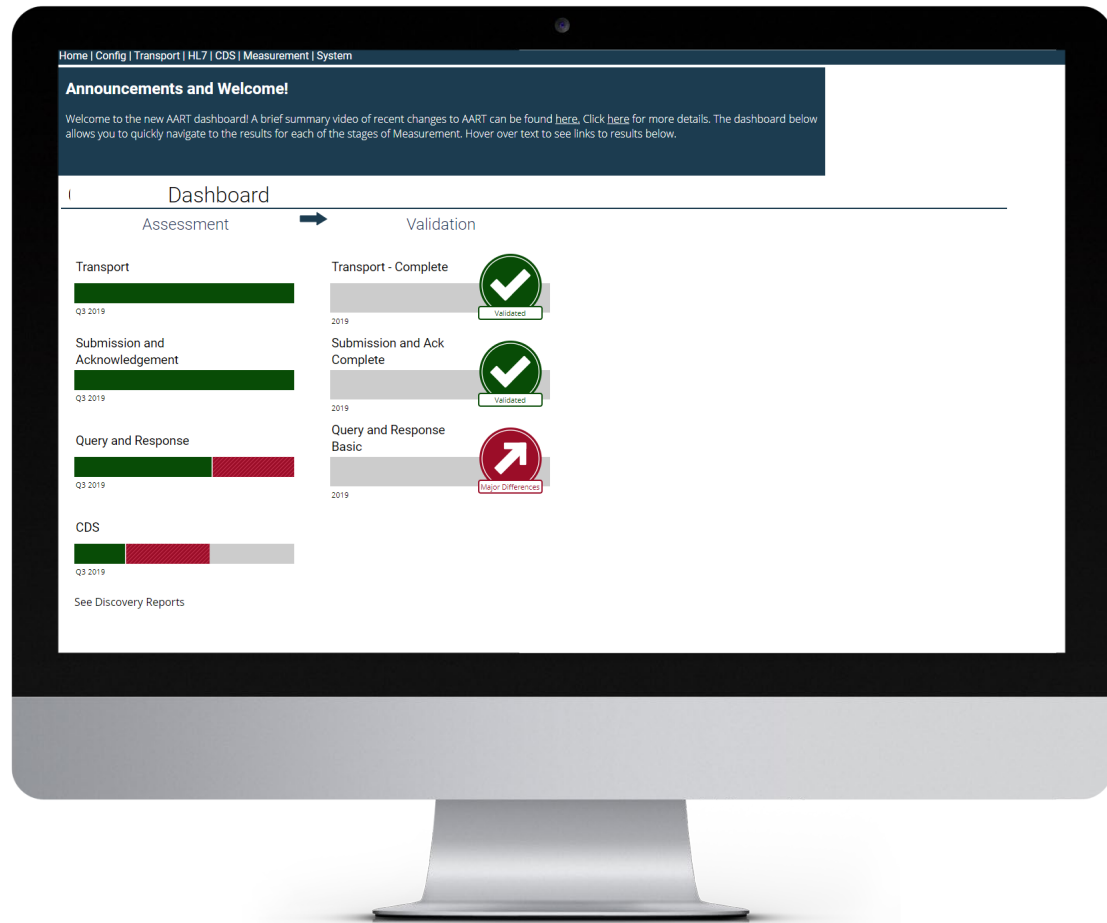 Home | Config | Transport | HL7 | CDS | Measurement | System
Announcements and Welcome!
Welcome to the new AART dashboard! A brief summary video of recent changes to AART can be found here. Click here for more details. The dashboard below
allows you to quickly navigate to the results for each of the stages of Measurement. Hover over text to see links to results below.
Dashboard
Assessment
Validation
Transport
Q3 2019
Transport - Complete
Validated
2019
Submission and
Acknowledgement
Q3 2019
Submission and Ack
Complete
Validated
2019
Query and Response
Q3 2019
Query and Response
Basic
Major Differences
2019
CDS
Q3 2019
See Discovery Reports